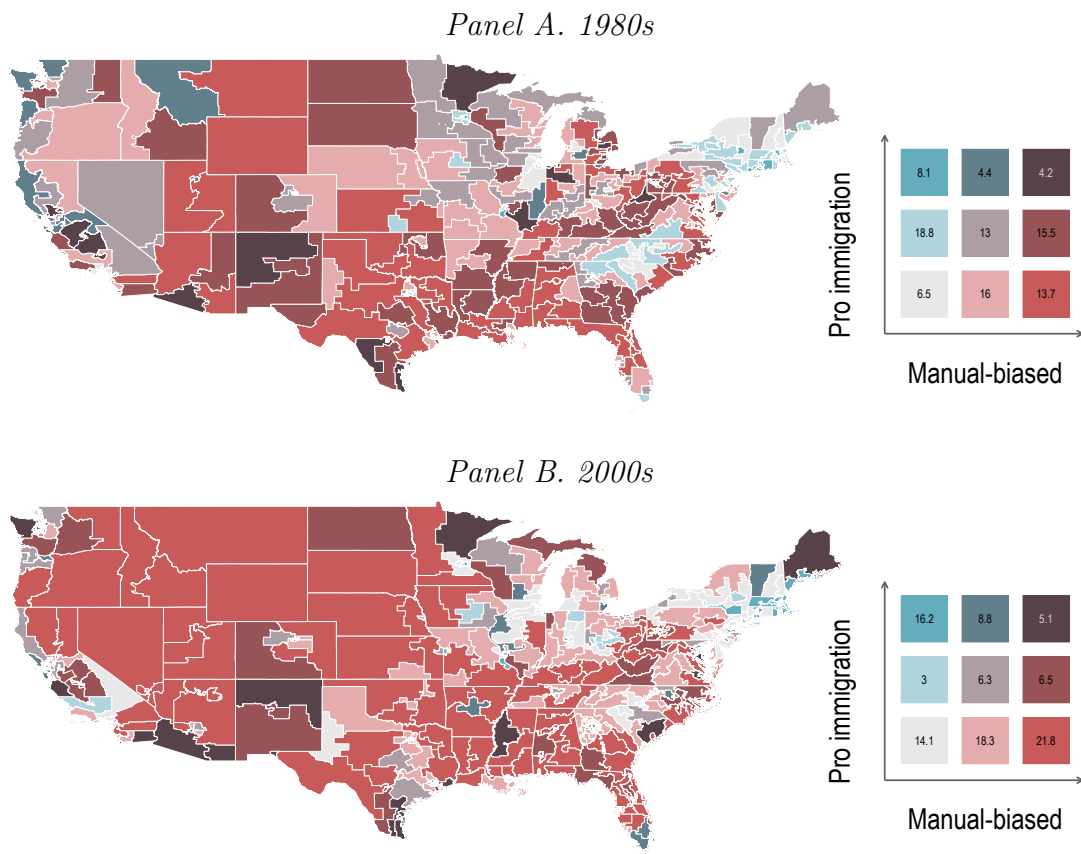 Panel A. 1980s
8.1 4.4 4.2
18.8 13 15.5
6.5 16 13.7
Pro immigration
Manual-biased
Panel B. 2000s
16.2 8.8 5.1
3 6.3 6.5
14.1 18.3 21.8
Pro immigration
Manual-biased